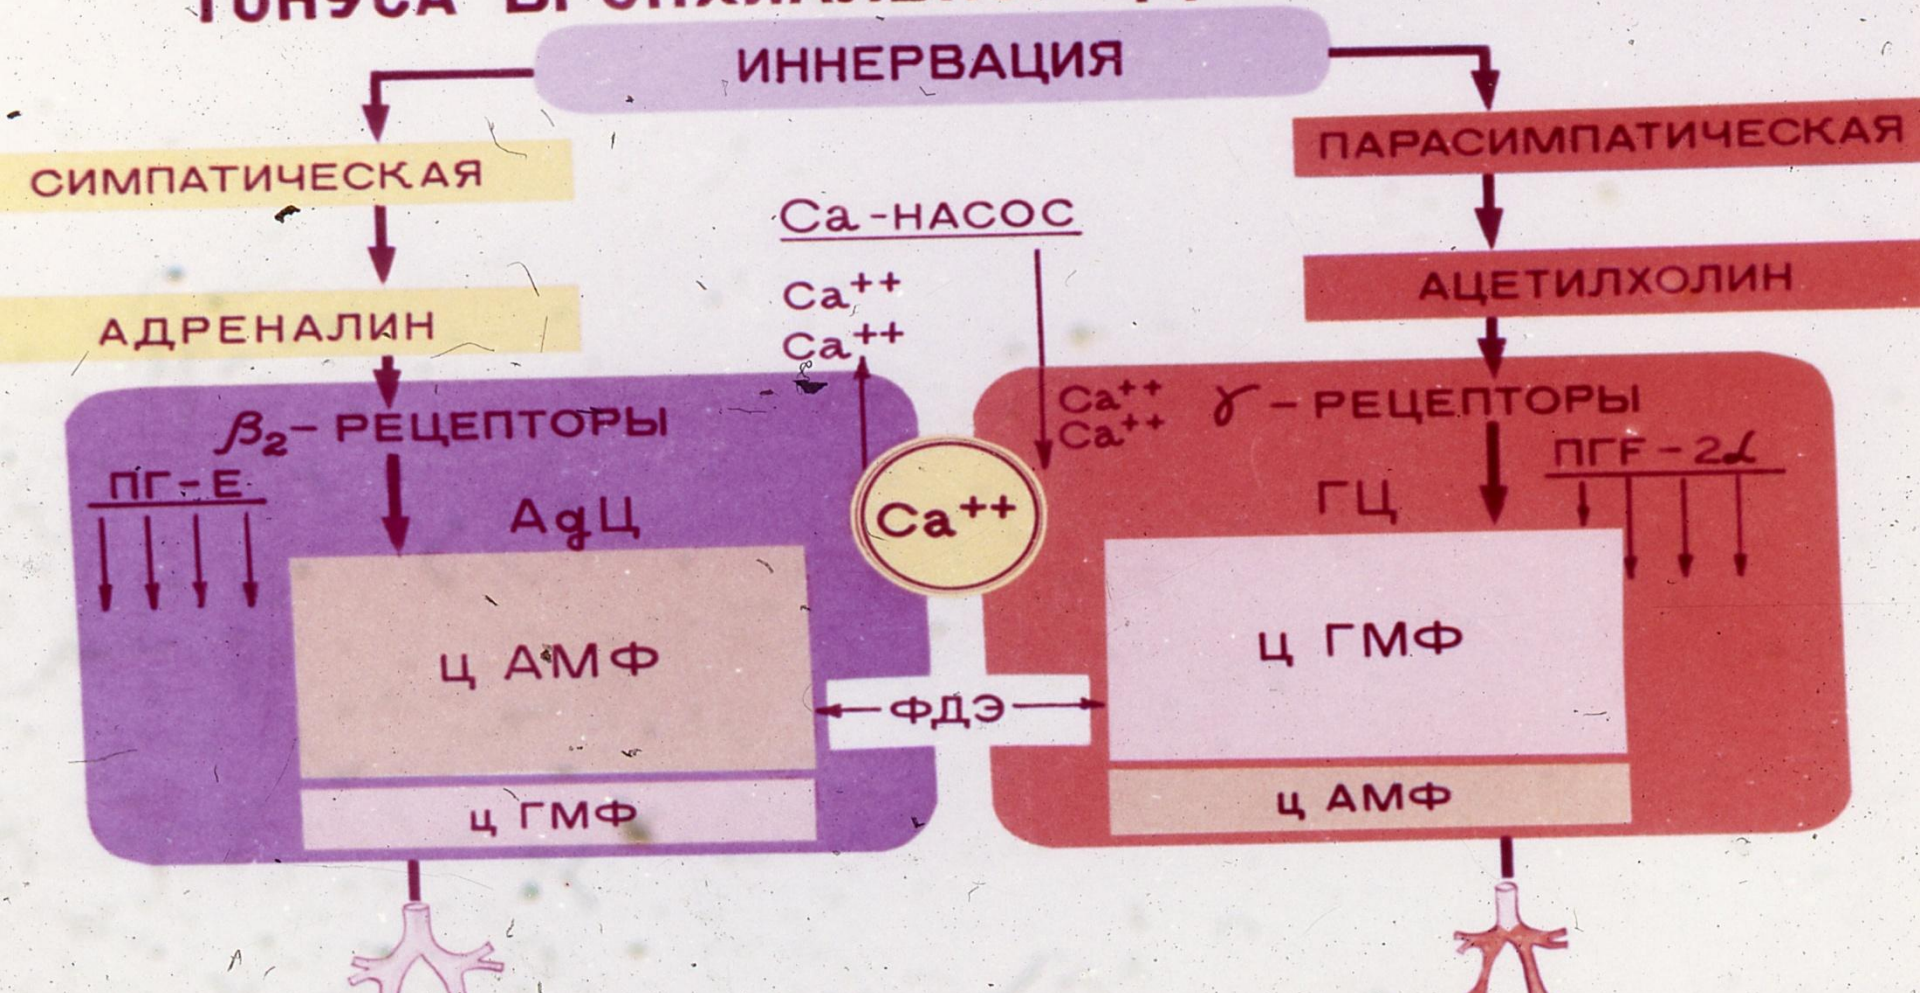 ТОНУСА
ИННЕРВАЦИЯ
СИМПАТИЧЕСКАЯ
ПАРАСИМПАТИЧЕСКАЯ
Ca-НАСОС
АДРЕНАЛИН
АЦЕТИЛХОЛИН
Ca++
Ca++
β2-РЕЦЕПТОРЫ
Ca++
Ca++
γ-РЕЦЕПТОРЫ
ПГ-Е
АдЦ
Ca++
ГЦ
ПГF-2α
ц АМФ
ц ГМФ
ФДЭ
ц ГМФ
ц АМФ